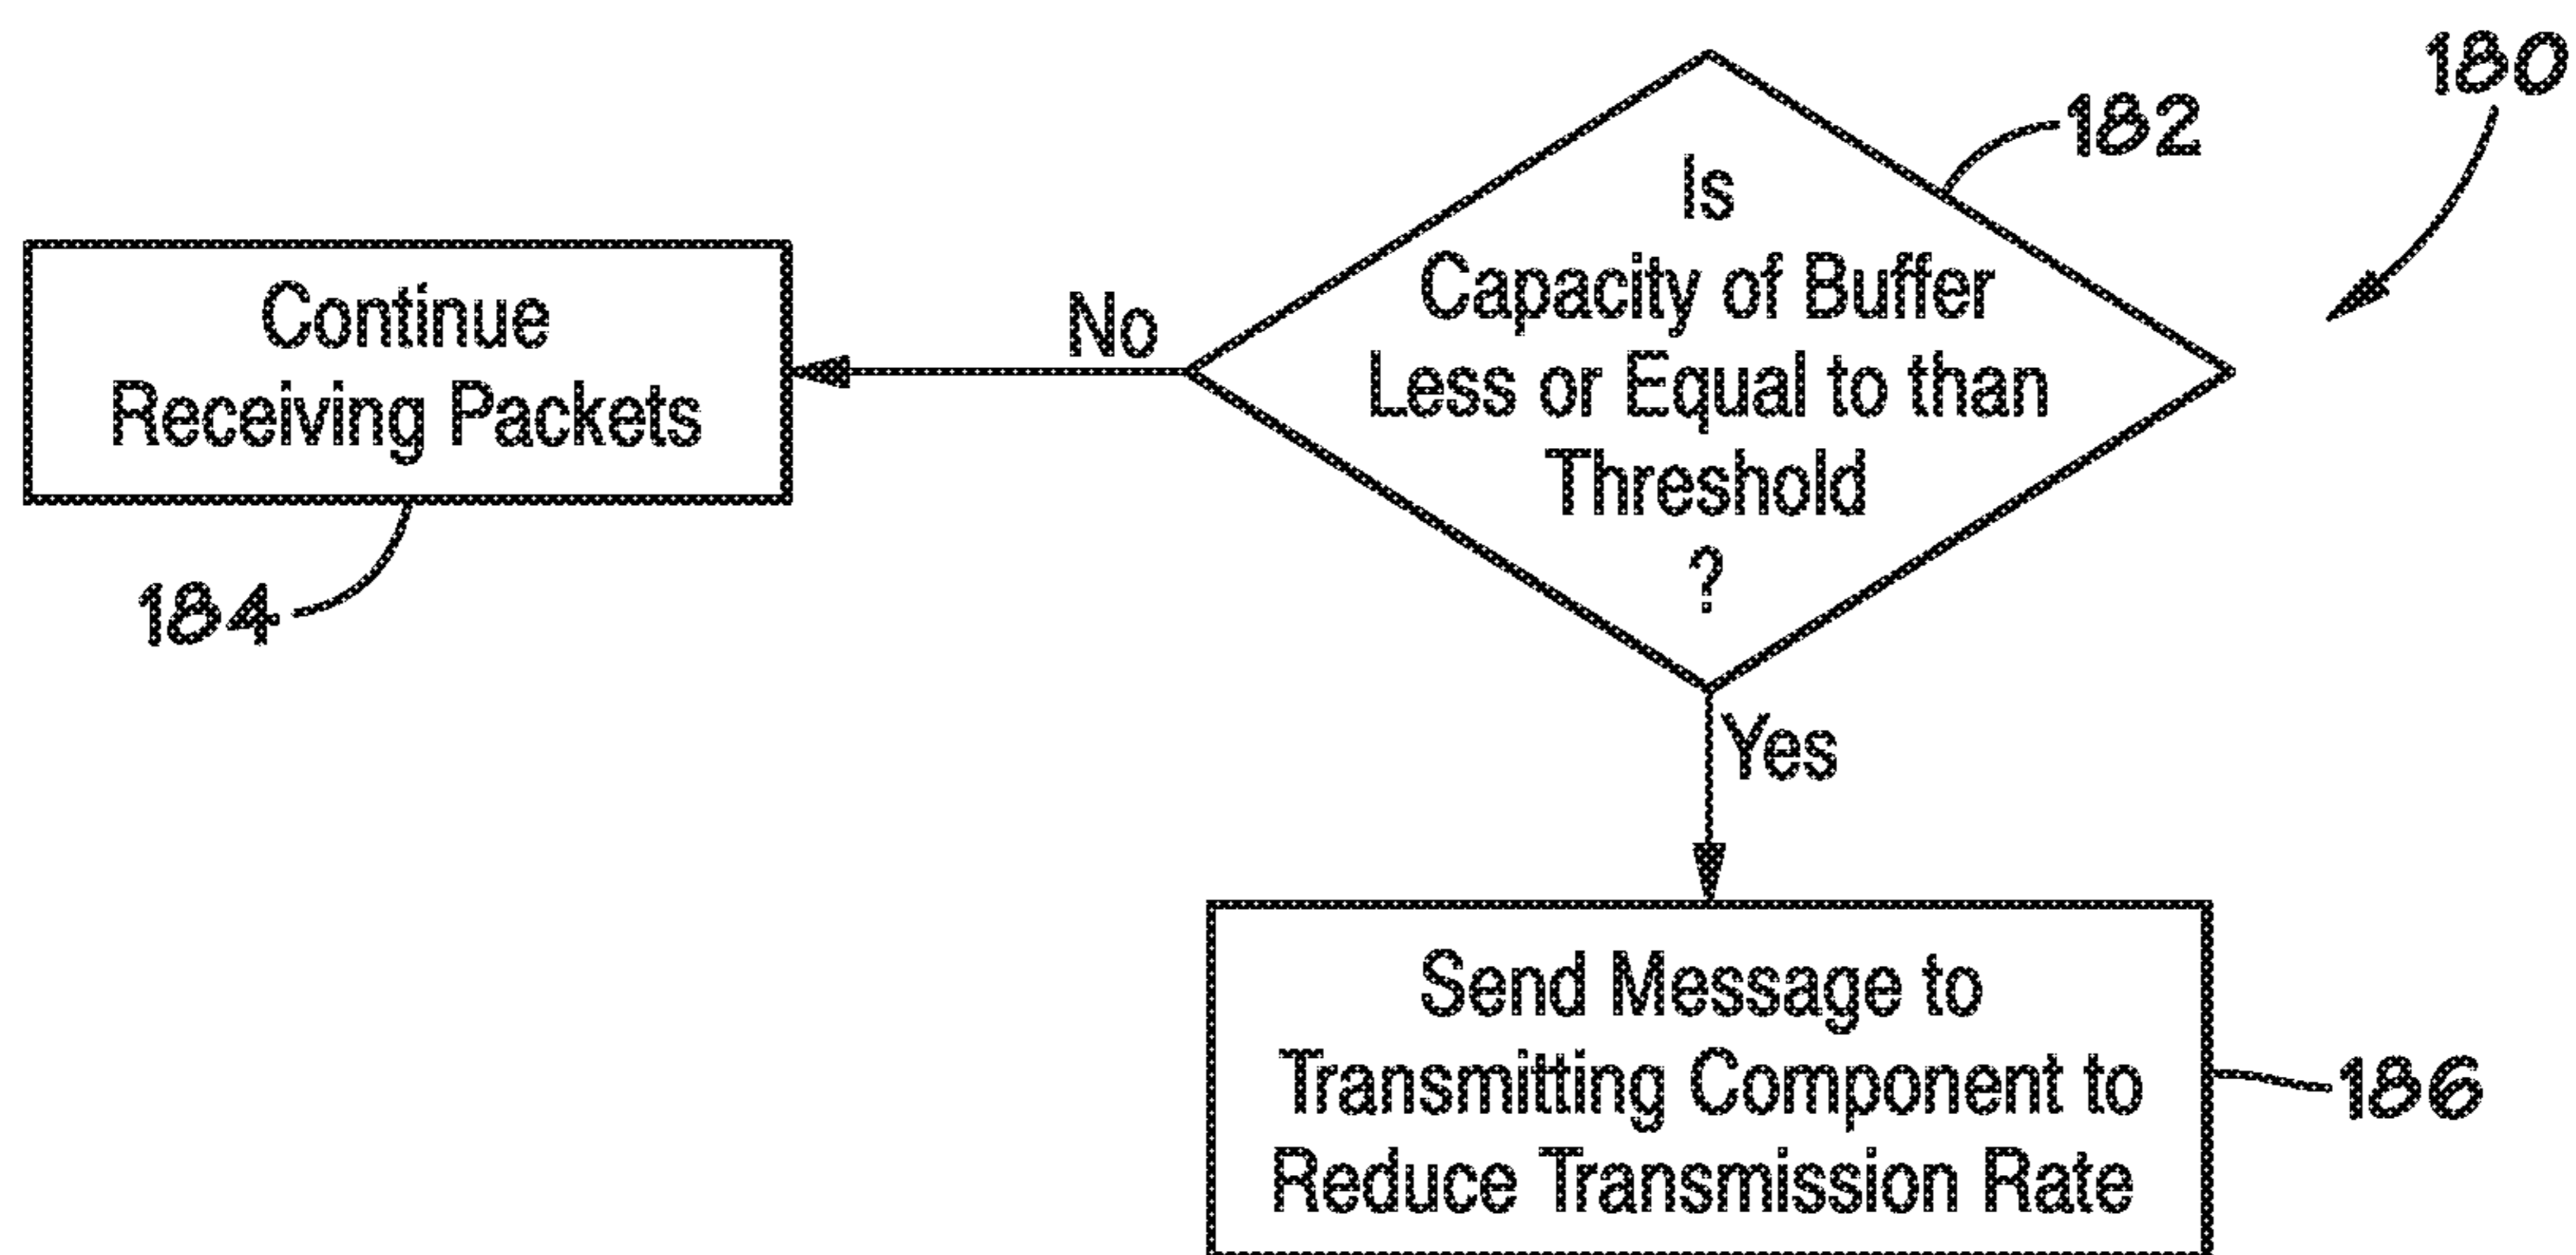 180
182
Is
Capacity of Buffer
Less or Equal to than
Threshold
?
No
Continue
Receiving Packets
184
Yes
Send Message to
Transmitting Component to
Reduce Transmission Rate
186